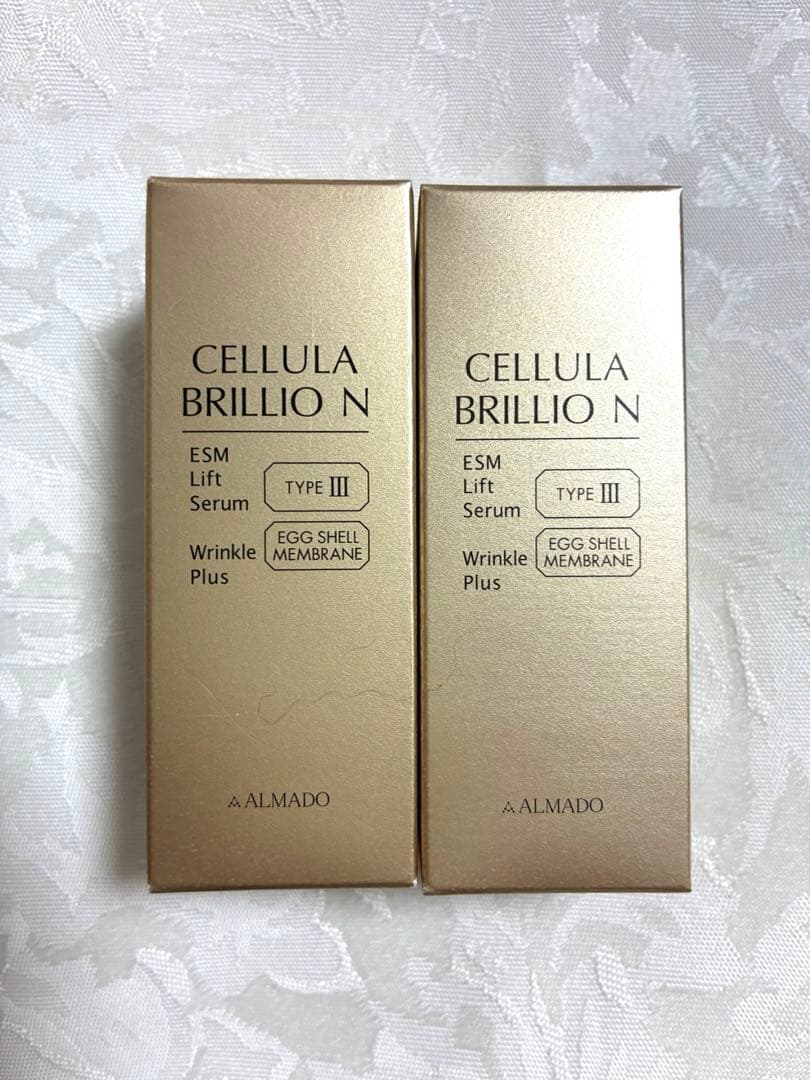 CELLULA
BRILLIO N
ESM
Lift
Serum
TYPE III
Wrinkle
Plus
EGG SHELL
MEMBRANE
ALMADO
CELLULA
BRILLIO N
ESM
Lift
Serum
TYPE III
Wrinkle
Plus
EGG SHELL
MEMBRANE
ALMADO